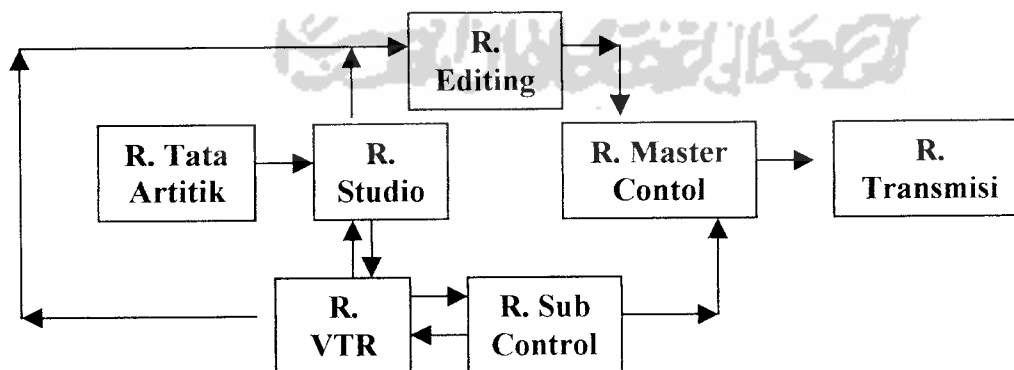 R.
Editing
R. Tata
Artitik
R.
Studio
R. Master
Contol
R.
Transmisi
R.
VTR
R. Sub
Control